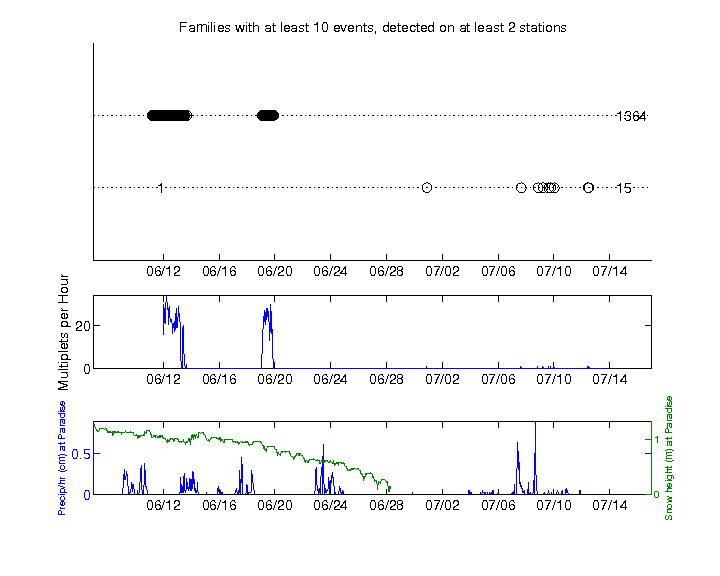 Families with at least 10 events, detected on at least 2 stations
1364
1 15
06/12 06/16 06/20 06/24 06/28 07/02 07/06 07/10 07/14
Multiplets per Hour
20
0
06/12 06/16 06/20 06/24 06/28 07/02 07/06 07/10 07/14
Precip/hr (cm) at Paradise
0.5
0
1
0
Snow height (m) at Paradise
06/12 06/16 06/20 06/24 06/28 07/02 07/06 07/10 07/14